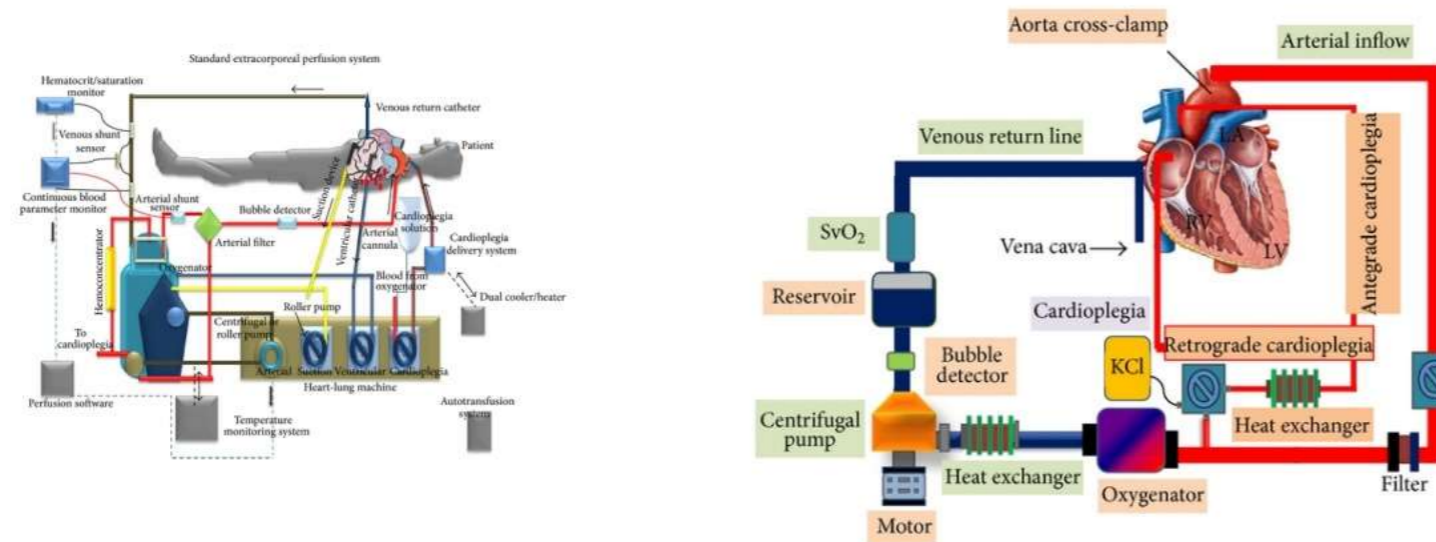 Standard extracorporeal perfusion system
Hematocrit/saturation
monitor
Venous return catheter
Venous shunt
sensor
Patient
Continuous blood
parameter monitor
Arterial shunt
sensor
Bubble detector
Suction device
Ventricular catheter
Arterial filter
Arterial
cannula
Cardioplegia
solution
Cardioplegia
delivery system
Hemoconcentrator
Oxygenator
Blood from
oxygenator
Dual cooler/heater
Roller pump
Centrifugal or
roller pump
To
cardioplegia
Arterial
Suction
Ventricular
Cardioplegia
Heart-lung machine
Perfusion software
Temperature
monitoring system
Autotransfusion
system
Aorta cross-clamp
Arterial inflow
Venous return line
LA
RV
LV
Antegrade cardioplegia
SvO2
Vena cava
Reservoir
Cardioplegia
Retrograde cardioplegia
Bubble
detector
KCl
Centrifugal
pump
Heat exchanger
Heat exchanger
Oxygenator
Filter
Motor